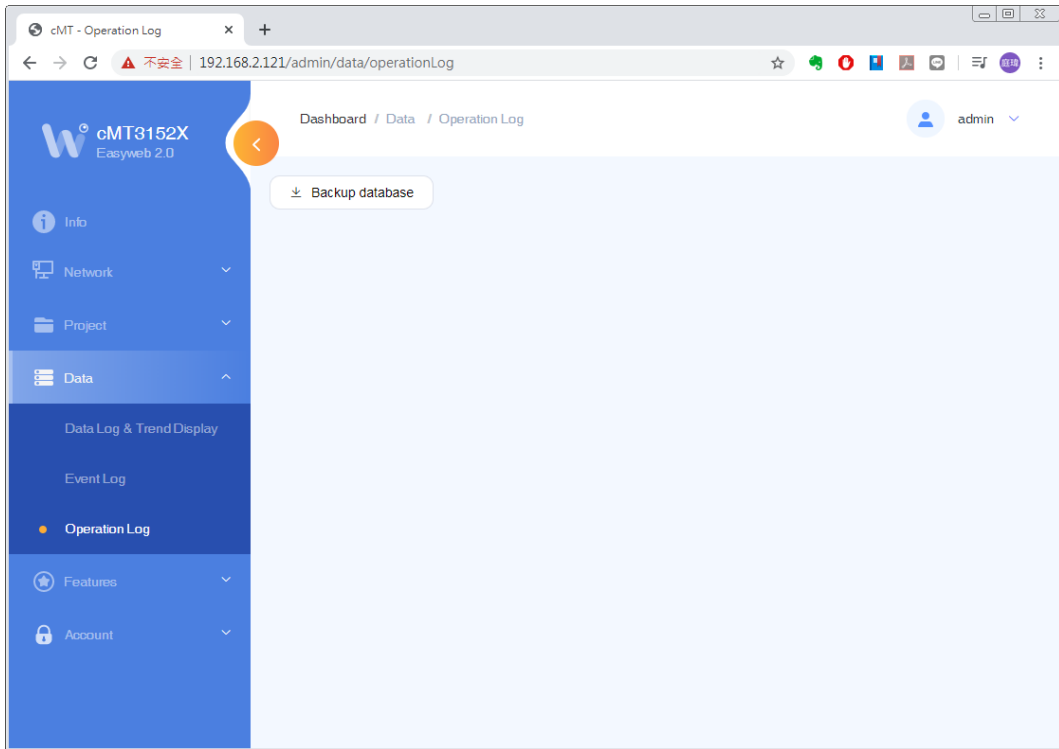 cMT - Operation Log
不安全 | 192.168.2.121/admin/data/operationLog
cMT3152X
Easyweb 2.0
Dashboard / Data / Operation Log
admin
Backup database
Info
Network
Project
Data
Data Log & Trend Display
Event Log
Operation Log
Features
Account